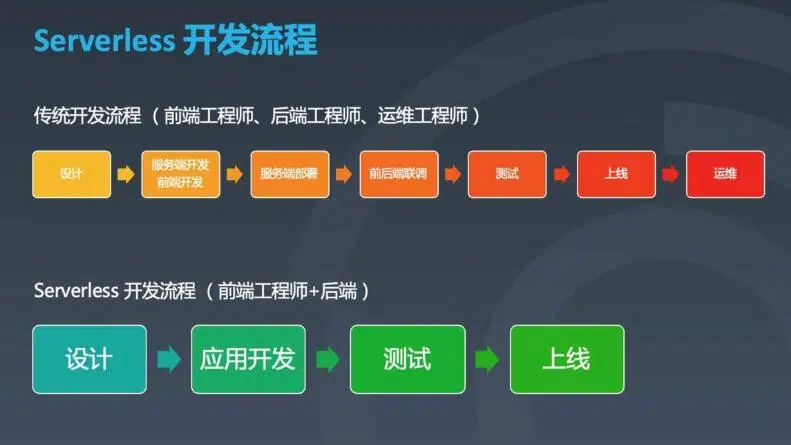 Serverless 开发流程
传统开发流程（前端工程师、后端工程师、运维工程师）
设计
服务端开发
前端开发
服务端部署
前后端联调
测试
上线
运维
Serverless 开发流程（前端工程师+后端）
设计
应用开发
测试
上线